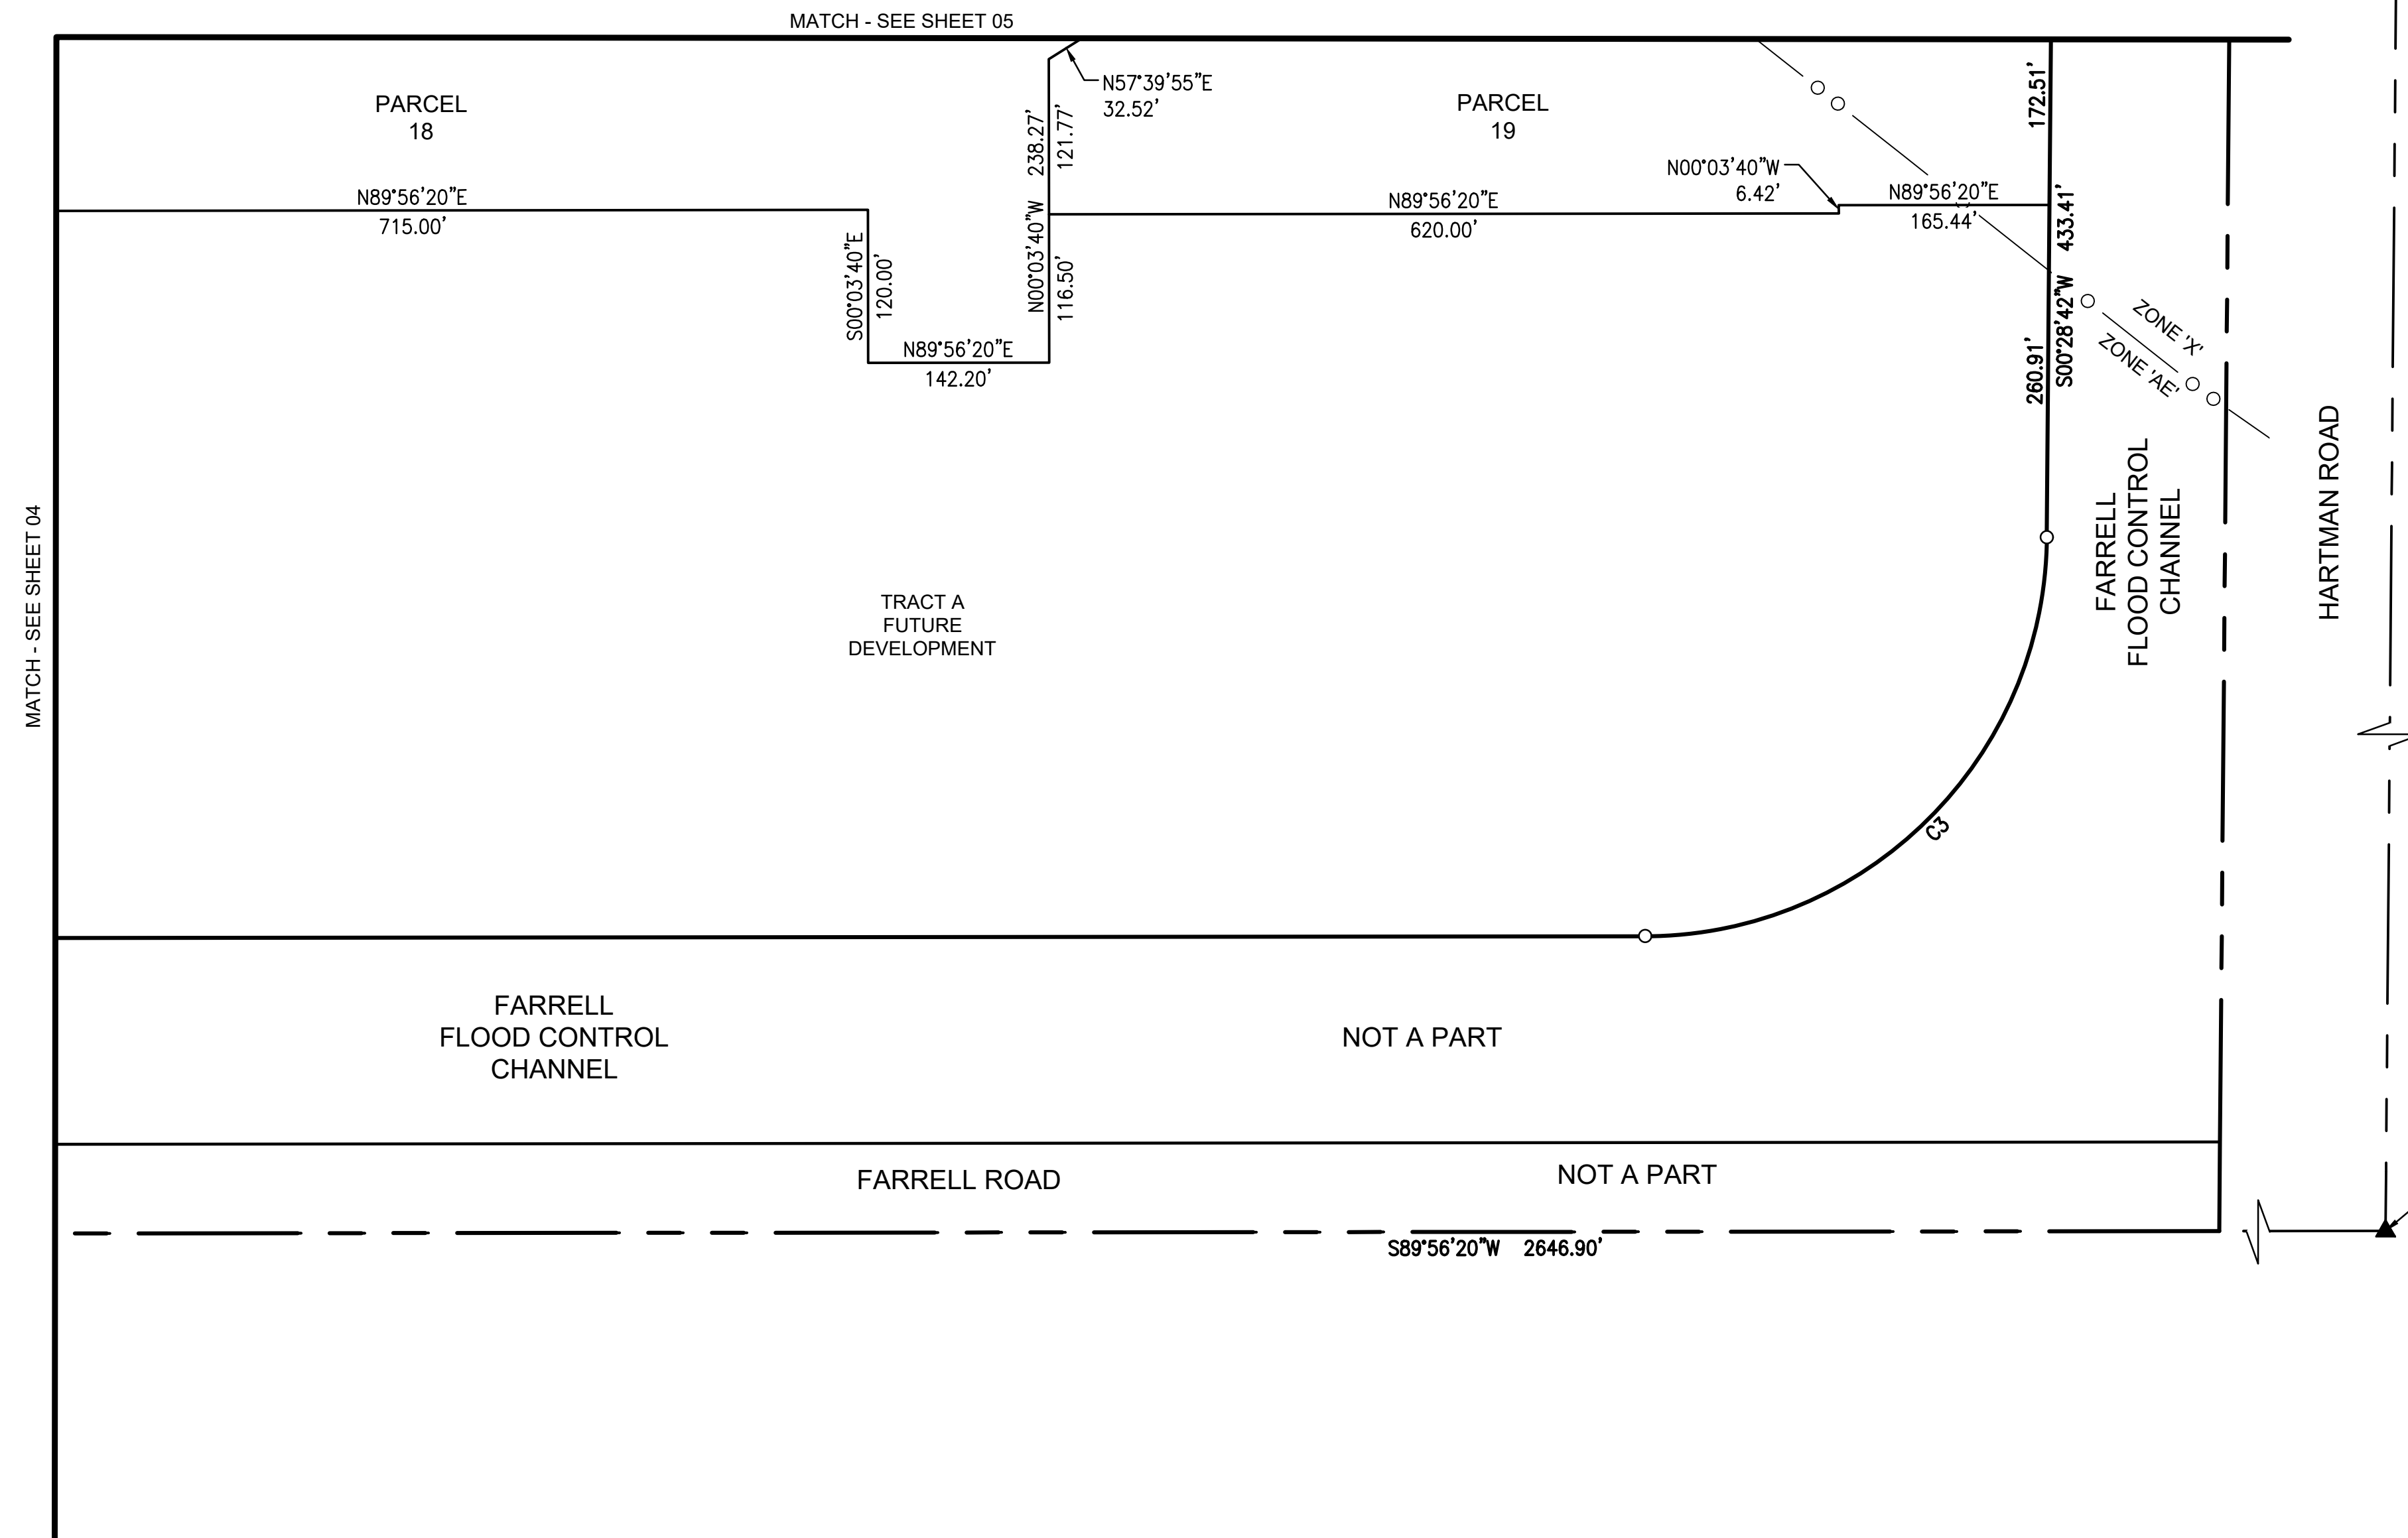 MATCH - SEE SHEET 05
PARCEL
18
N57°39'55"E
32.52'
PARCEL
19
172.51'
238.27'
121.77'
N00°03'40"W
6.42'
N89°56'20"E
715.00'
N00°03'40"W
116.50'
N89°56'20"E
620.00'
N89°56'20"E
165.44'
433.41'
S00°28'42"W
260.91'
S00°03'40"E
120.00'
N89°56'20"E
142.20'
ZONE 'X'
ZONE 'AE'
MATCH - SEE SHEET 04
TRACT A
FUTURE
DEVELOPMENT
FARRELL
FLOOD CONTROL
CHANNEL
HARTMAN ROAD
C3
FARRELL
FLOOD CONTROL
CHANNEL
NOT A PART
FARRELL ROAD
NOT A PART
S89°56'20"W 2646.90'